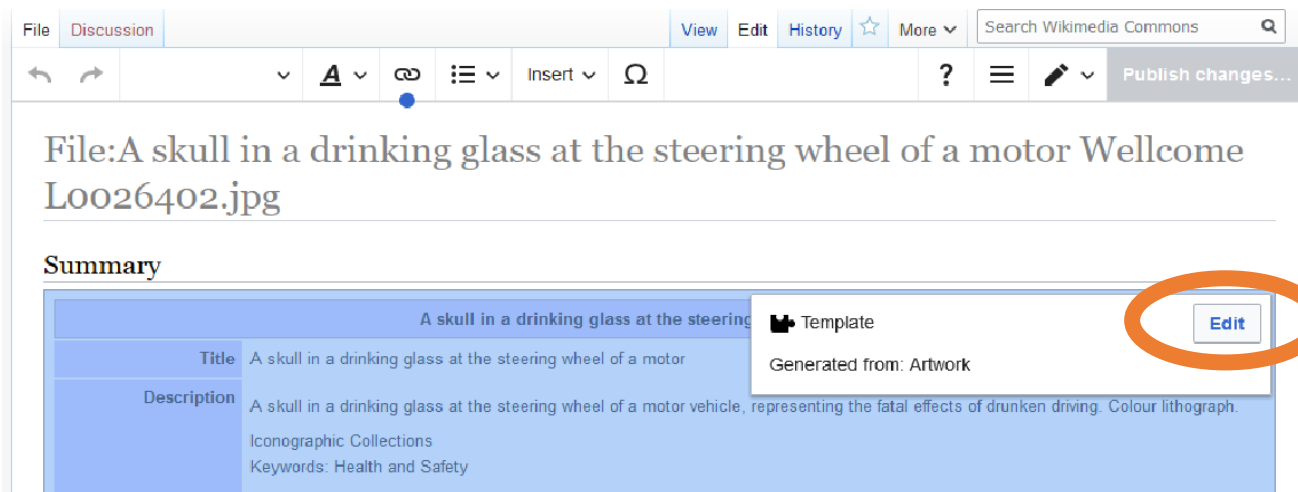 File Discussion View Edit History More Search Wikimedia Commons
A Insert Ω ? Publish changes...
File:A skull in a drinking glass at the steering wheel of a motor Wellcome
L0026402.jpg
Summary
A skull in a drinking glass at the steering
Template Edit
Generated from: Artwork
Title A skull in a drinking glass at the steering wheel of a motor
Description A skull in a drinking glass at the steering wheel of a motor vehicle, representing the fatal effects of drunken driving. Colour lithograph.
Iconographic Collections
Keywords: Health and Safety